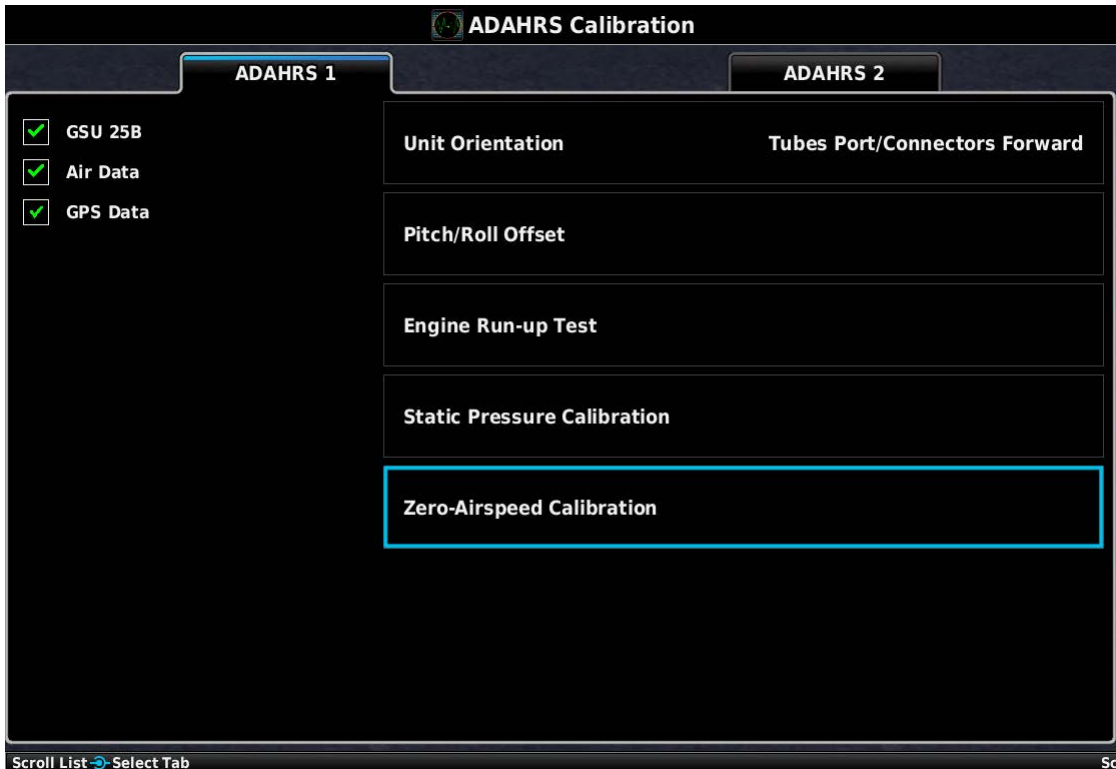 ADAHRS Calibration
ADAHRS 1
ADAHRS 2
GSU 25B
Air Data
GPS Data
Unit Orientation Tubes Port/Connectors Forward
Pitch/Roll Offset
Engine Run-up Test
Static Pressure Calibration
Zero-Airspeed Calibration
Scroll List Select Tab